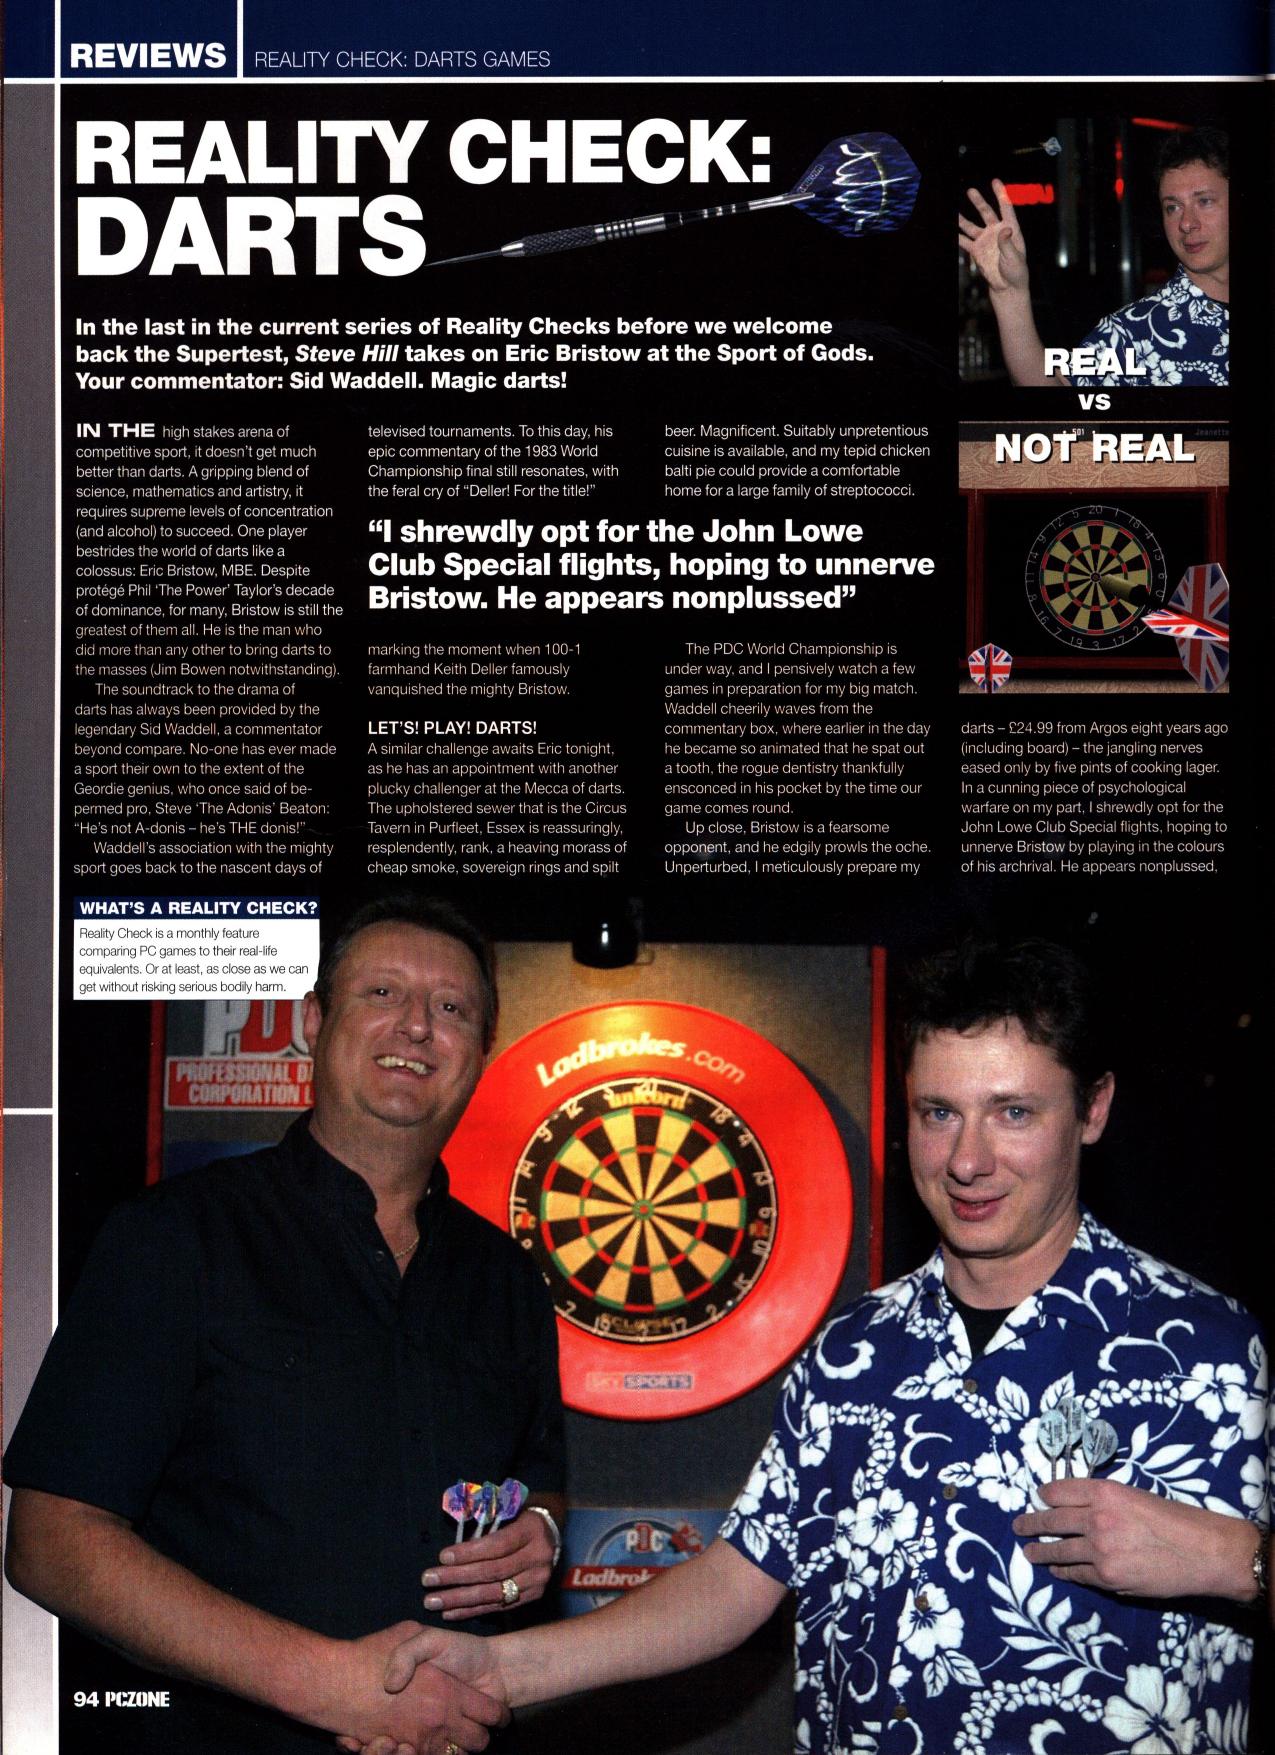 REVIEWS
REALITY CHECK: DARTS GAMES
REALITY CHECK:
DARTS
In the last in the current series of Reality Checks before we welcome
back the Supertest, Steve Hill takes on Eric Bristow at the Sport of Gods.
Your commentator: Sid Waddell. Magic darts!
IN THE high stakes arena of
competitive sport, it doesn't get much
better than darts. A gripping blend of
science, mathematics and artistry, it
requires supreme levels of concentration
(and alcohol) to succeed. One player
bestrides the world of darts like a
colossus: Eric Bristow, MBE. Despite
protégé Phil 'The Power' Taylor's decade
of dominance, for many, Bristow is still the
greatest of them all. He is the man who
did more than any other to bring darts to
the masses (Jim Bowen notwithstanding).
The soundtrack to the drama of
darts has always been provided by the
legendary Sid Waddell, a commentator
beyond compare. No-one has ever made
a sport their own to the extent of the
Geordie genius, who once said of be-
permed pro, Steve 'The Adonis' Beaton:
"He's not A-donis – he's THE donis!"
Waddell's association with the mighty
sport goes back to the nascent days of
televised tournaments. To this day, his
epic commentary of the 1983 World
Championship final still resonates, with
the feral cry of "Deller! For the title!"
beer. Magnificent. Suitably unpretentious
cuisine is available, and my tepid chicken
balti pie could provide a comfortable
home for a large family of streptococci.
"I shrewdly opt for the John Lowe
Club Special flights, hoping to unnerve
Bristow. He appears nonplussed"
marking the moment when 100-1
farmhand Keith Deller famously
vanquished the mighty Bristow.
LET'S! PLAY! DARTS!
A similar challenge awaits Eric tonight,
as he has an appointment with another
plucky challenger at the Mecca of darts.
The upholstered sewer that is the Circus
Tavern in Purfleet, Essex is reassuringly,
resplendently, rank, a heaving morass of
cheap smoke, sovereign rings and spilt
The PDC World Championship is
under way, and I pensively watch a few
games in preparation for my big match.
Waddell cheerily waves from the
commentary box, where earlier in the day
he became so animated that he spat out
a tooth, the rogue dentistry thankfully
ensconced in his pocket by the time our
game comes round.
Up close, Bristow is a fearsome
opponent, and he edgily prowls the oche.
Unperturbed, I meticulously prepare my
REAL
VS
501
Jeanette
NOT REAL
darts – £24.99 from Argos eight years ago
(including board) – the jangling nerves
eased only by five pints of cooking lager.
In a cunning piece of psychological
warfare on my part, I shrewdly opt for the
John Lowe Club Special flights, hoping to
unnerve Bristow by playing in the colours
of his archrival. He appears nonplussed,
WHAT'S A REALITY CHECK?
Reality Check is a monthly feature
comparing PC games to their real-life
equivalents. Or at least, as close as we can
get without risking serious bodily harm.
PDC
PROFESSIONAL D
CORPORATION L
Ladbrokes.com
unicorn
ECLIPSE
SKY SPORTS
PDC
Ladbrok
94 PCZONE